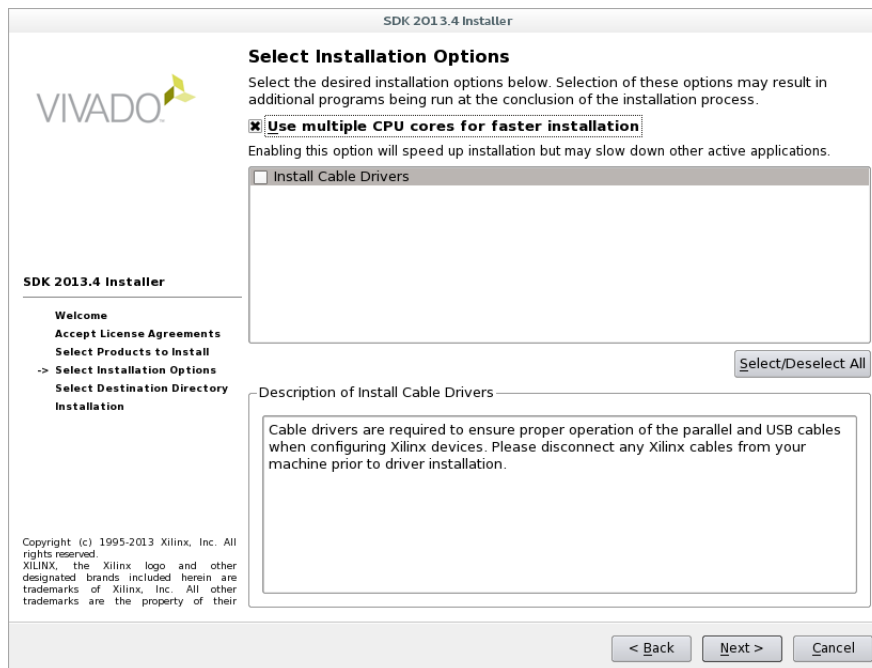 SDK 2013.4 Installer
VIVADO
Select Installation Options
Select the desired installation options below. Selection of these options may result in
additional programs being run at the conclusion of the installation process.
Use multiple CPU cores for faster installation
Enabling this option will speed up installation but may slow down other active applications.
Install Cable Drivers
SDK 2013.4 Installer
Welcome
Accept License Agreements
Select Products to Install
-> Select Installation Options
Select Destination Directory
Installation
Select/Deselect All
Description of Install Cable Drivers
Cable drivers are required to ensure proper operation of the parallel and USB cables
when configuring Xilinx devices. Please disconnect any Xilinx cables from your
machine prior to driver installation.
Copyright (c) 1995-2013 Xilinx, Inc. All
rights reserved.
XILINX, the Xilinx logo and other
designated brands included herein are
trademarks of Xilinx, Inc. All other
trademarks are the property of their
< Back
Next >
Cancel